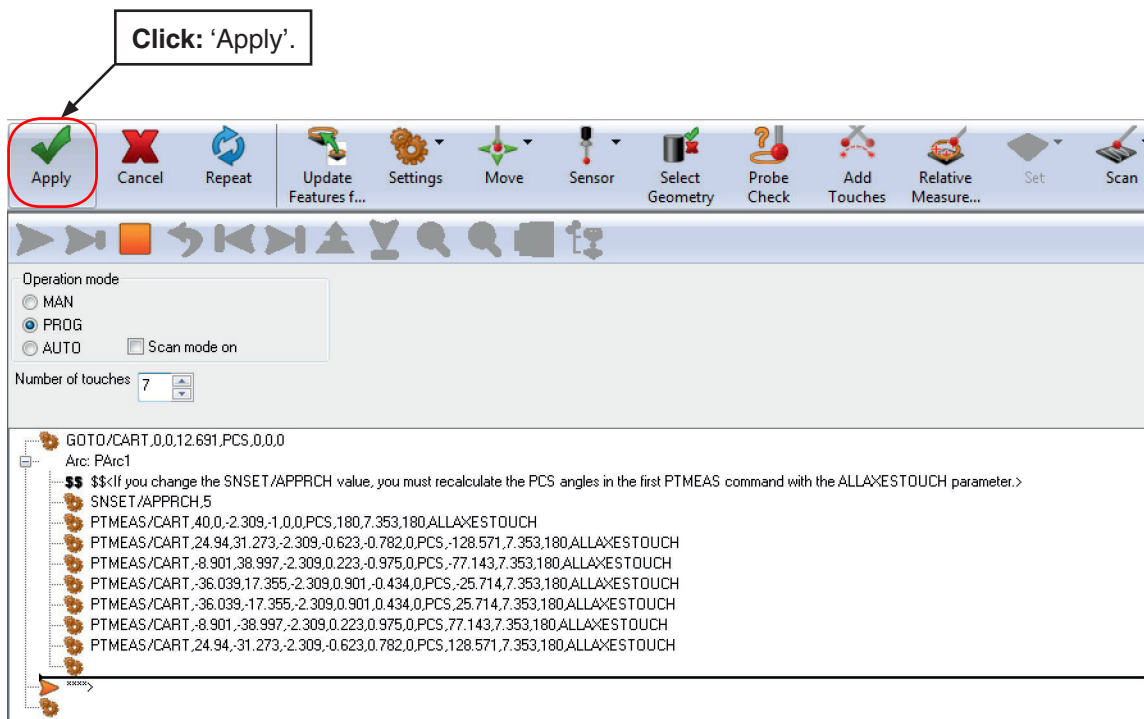 Click: ‘Apply’.
Apply
Cancel
Repeat
Update Features f...
Settings
Move
Sensor
Select Geometry
Probe Check
Add Touches
Relative Measure...
Set
Scan
Operation mode
MAN
PROG
AUTO
Scan mode on
Number of touches 7
GOTO/CART,0,0,12.691,PCS,0,0,0
Arc: PArc1
$$ $$<If you change the SNSET/APPRCH value, you must recalculate the PCS angles in the first PTMEAS command with the ALLAXESTOUCH parameter.>
SNSET/APPRCH,5
PTMEAS/CART,40,0,-2.309,-1,0,0,PCS,180,7.353,180,ALLAXESTOUCH
PTMEAS/CART,24.94,31.273,-2.309,-0.623,-0.782,0,PCS,-128.571,7.353,180,ALLAXESTOUCH
PTMEAS/CART,-8.901,38.997,-2.309,0.223,-0.975,0,PCS,-77.143,7.353,180,ALLAXESTOUCH
PTMEAS/CART,-36.039,17.355,-2.309,0.901,-0.434,0,PCS,-25.714,7.353,180,ALLAXESTOUCH
PTMEAS/CART,-36.039,-17.355,-2.309,0.901,0.434,0,PCS,25.714,7.353,180,ALLAXESTOUCH
PTMEAS/CART,-8.901,-38.997,-2.309,0.223,0.975,0,PCS,77.143,7.353,180,ALLAXESTOUCH
PTMEAS/CART,24.94,-31.273,-2.309,-0.623,0.782,0,PCS,128.571,7.353,180,ALLAXESTOUCH
****>